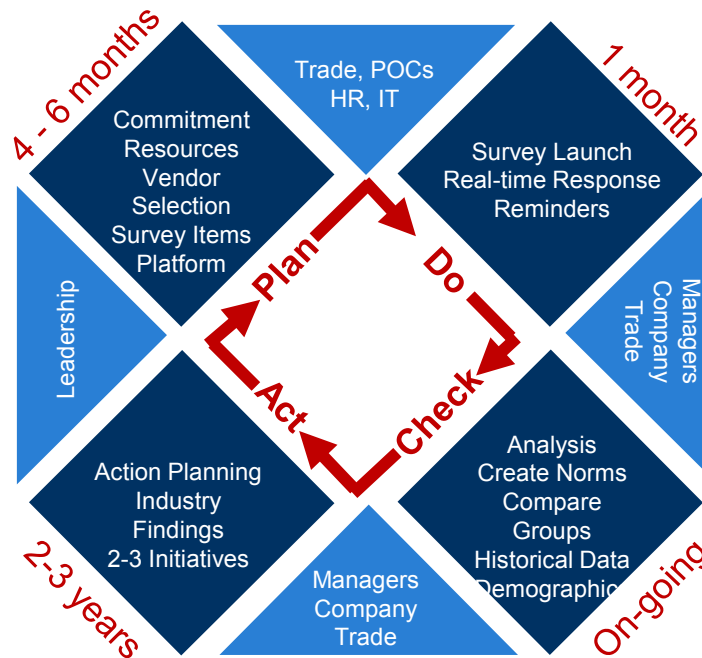 4 - 6 months
Commitment
Resources
Vendor
Selection
Survey Items
Platform
Trade, POCs
HR, IT
1 month
Survey Launch
Real-time Response
Reminders
Plan
Do
Leadership
Managers
Company
Trade
Act
Check
Action Planning
Industry
Findings
2-3 Initiatives
2-3 years
Managers
Company
Trade
Analysis
Create Norms
Compare
Groups
Historical Data
Demographic
On-going